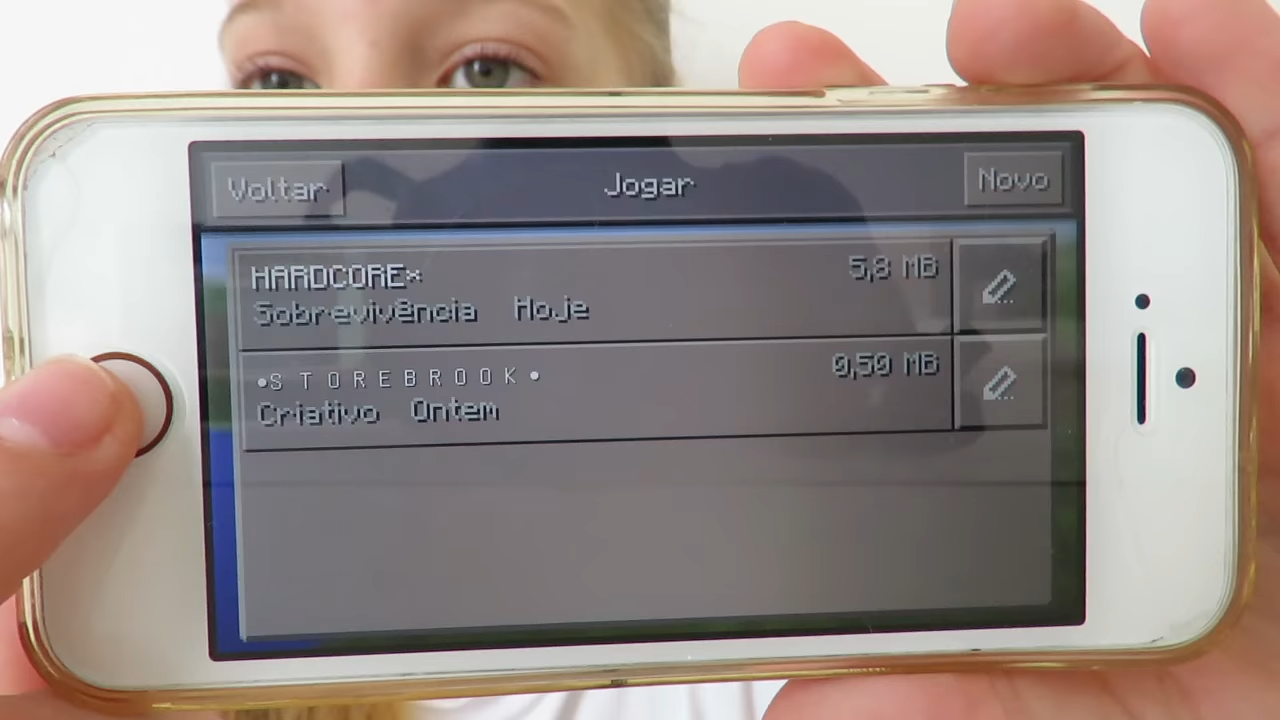 Voltar
Jogar
Novo
HARDCORE×
5,8 MB
Sobrevivência Hoje
•S T O R E B R O O K•
0,50 MB
Criativo Ontem